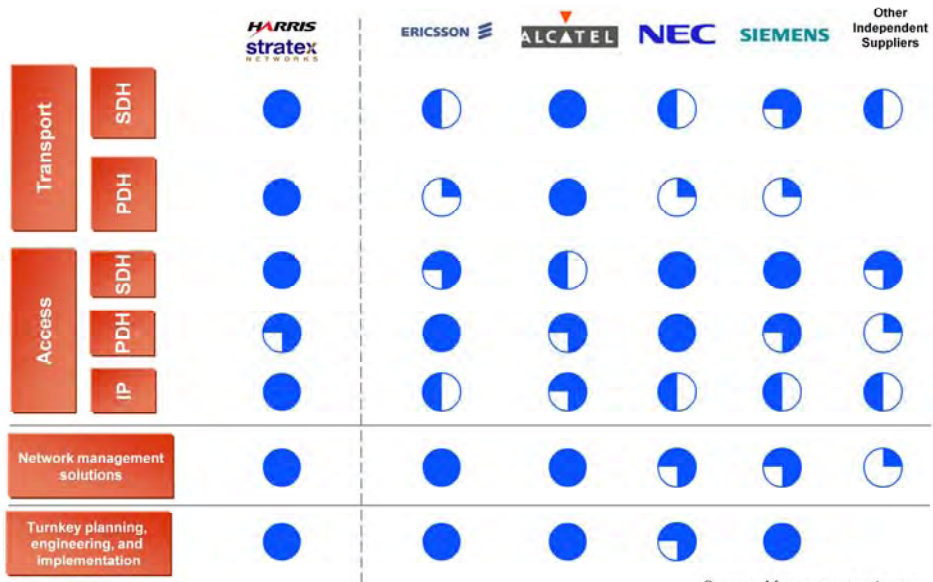 HARRIS
stratex
NETWORKS
ERICSSON
ALCATEL
NEC
SIEMENS
Other
Independent
Suppliers
Transport
SDH
PDH
Access
SDH
PDH
IP
Network management
solutions
Turnkey planning,
engineering, and
implementation